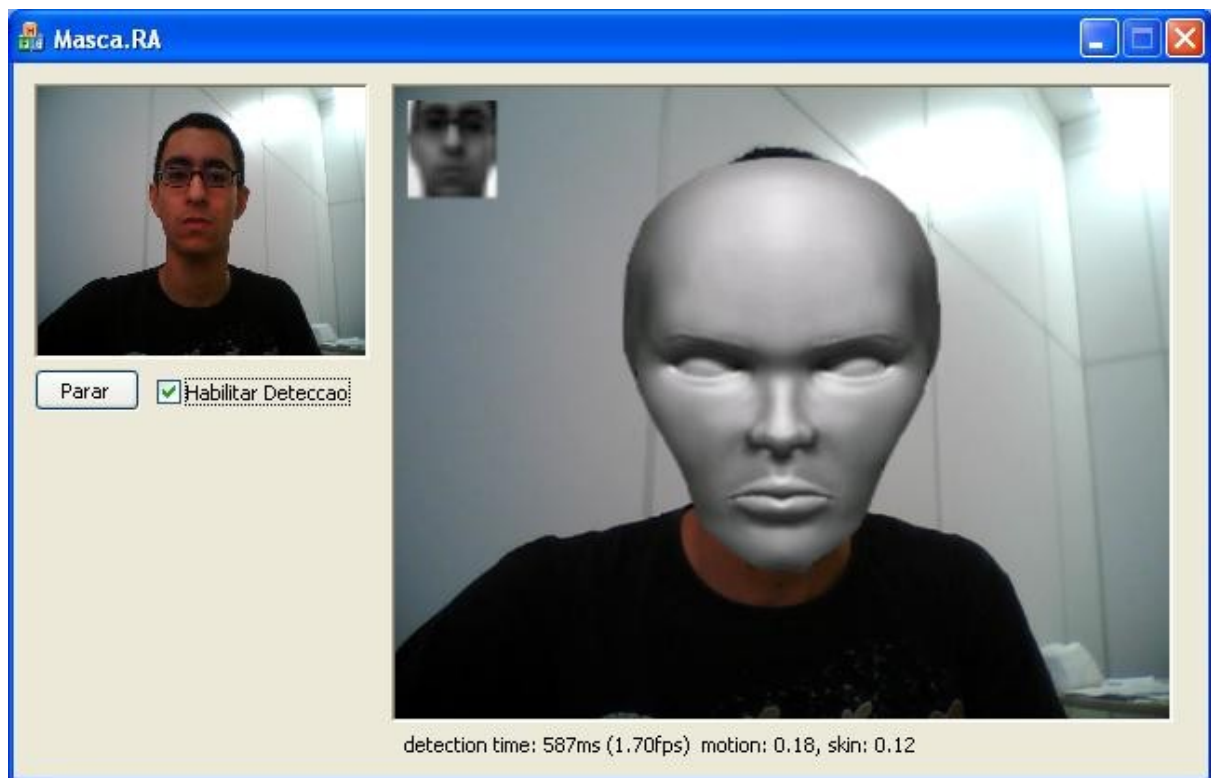 Masca.RA
Parar
Habilitar Deteccao
detection time: 587ms (1.70fps) motion: 0.18, skin: 0.12